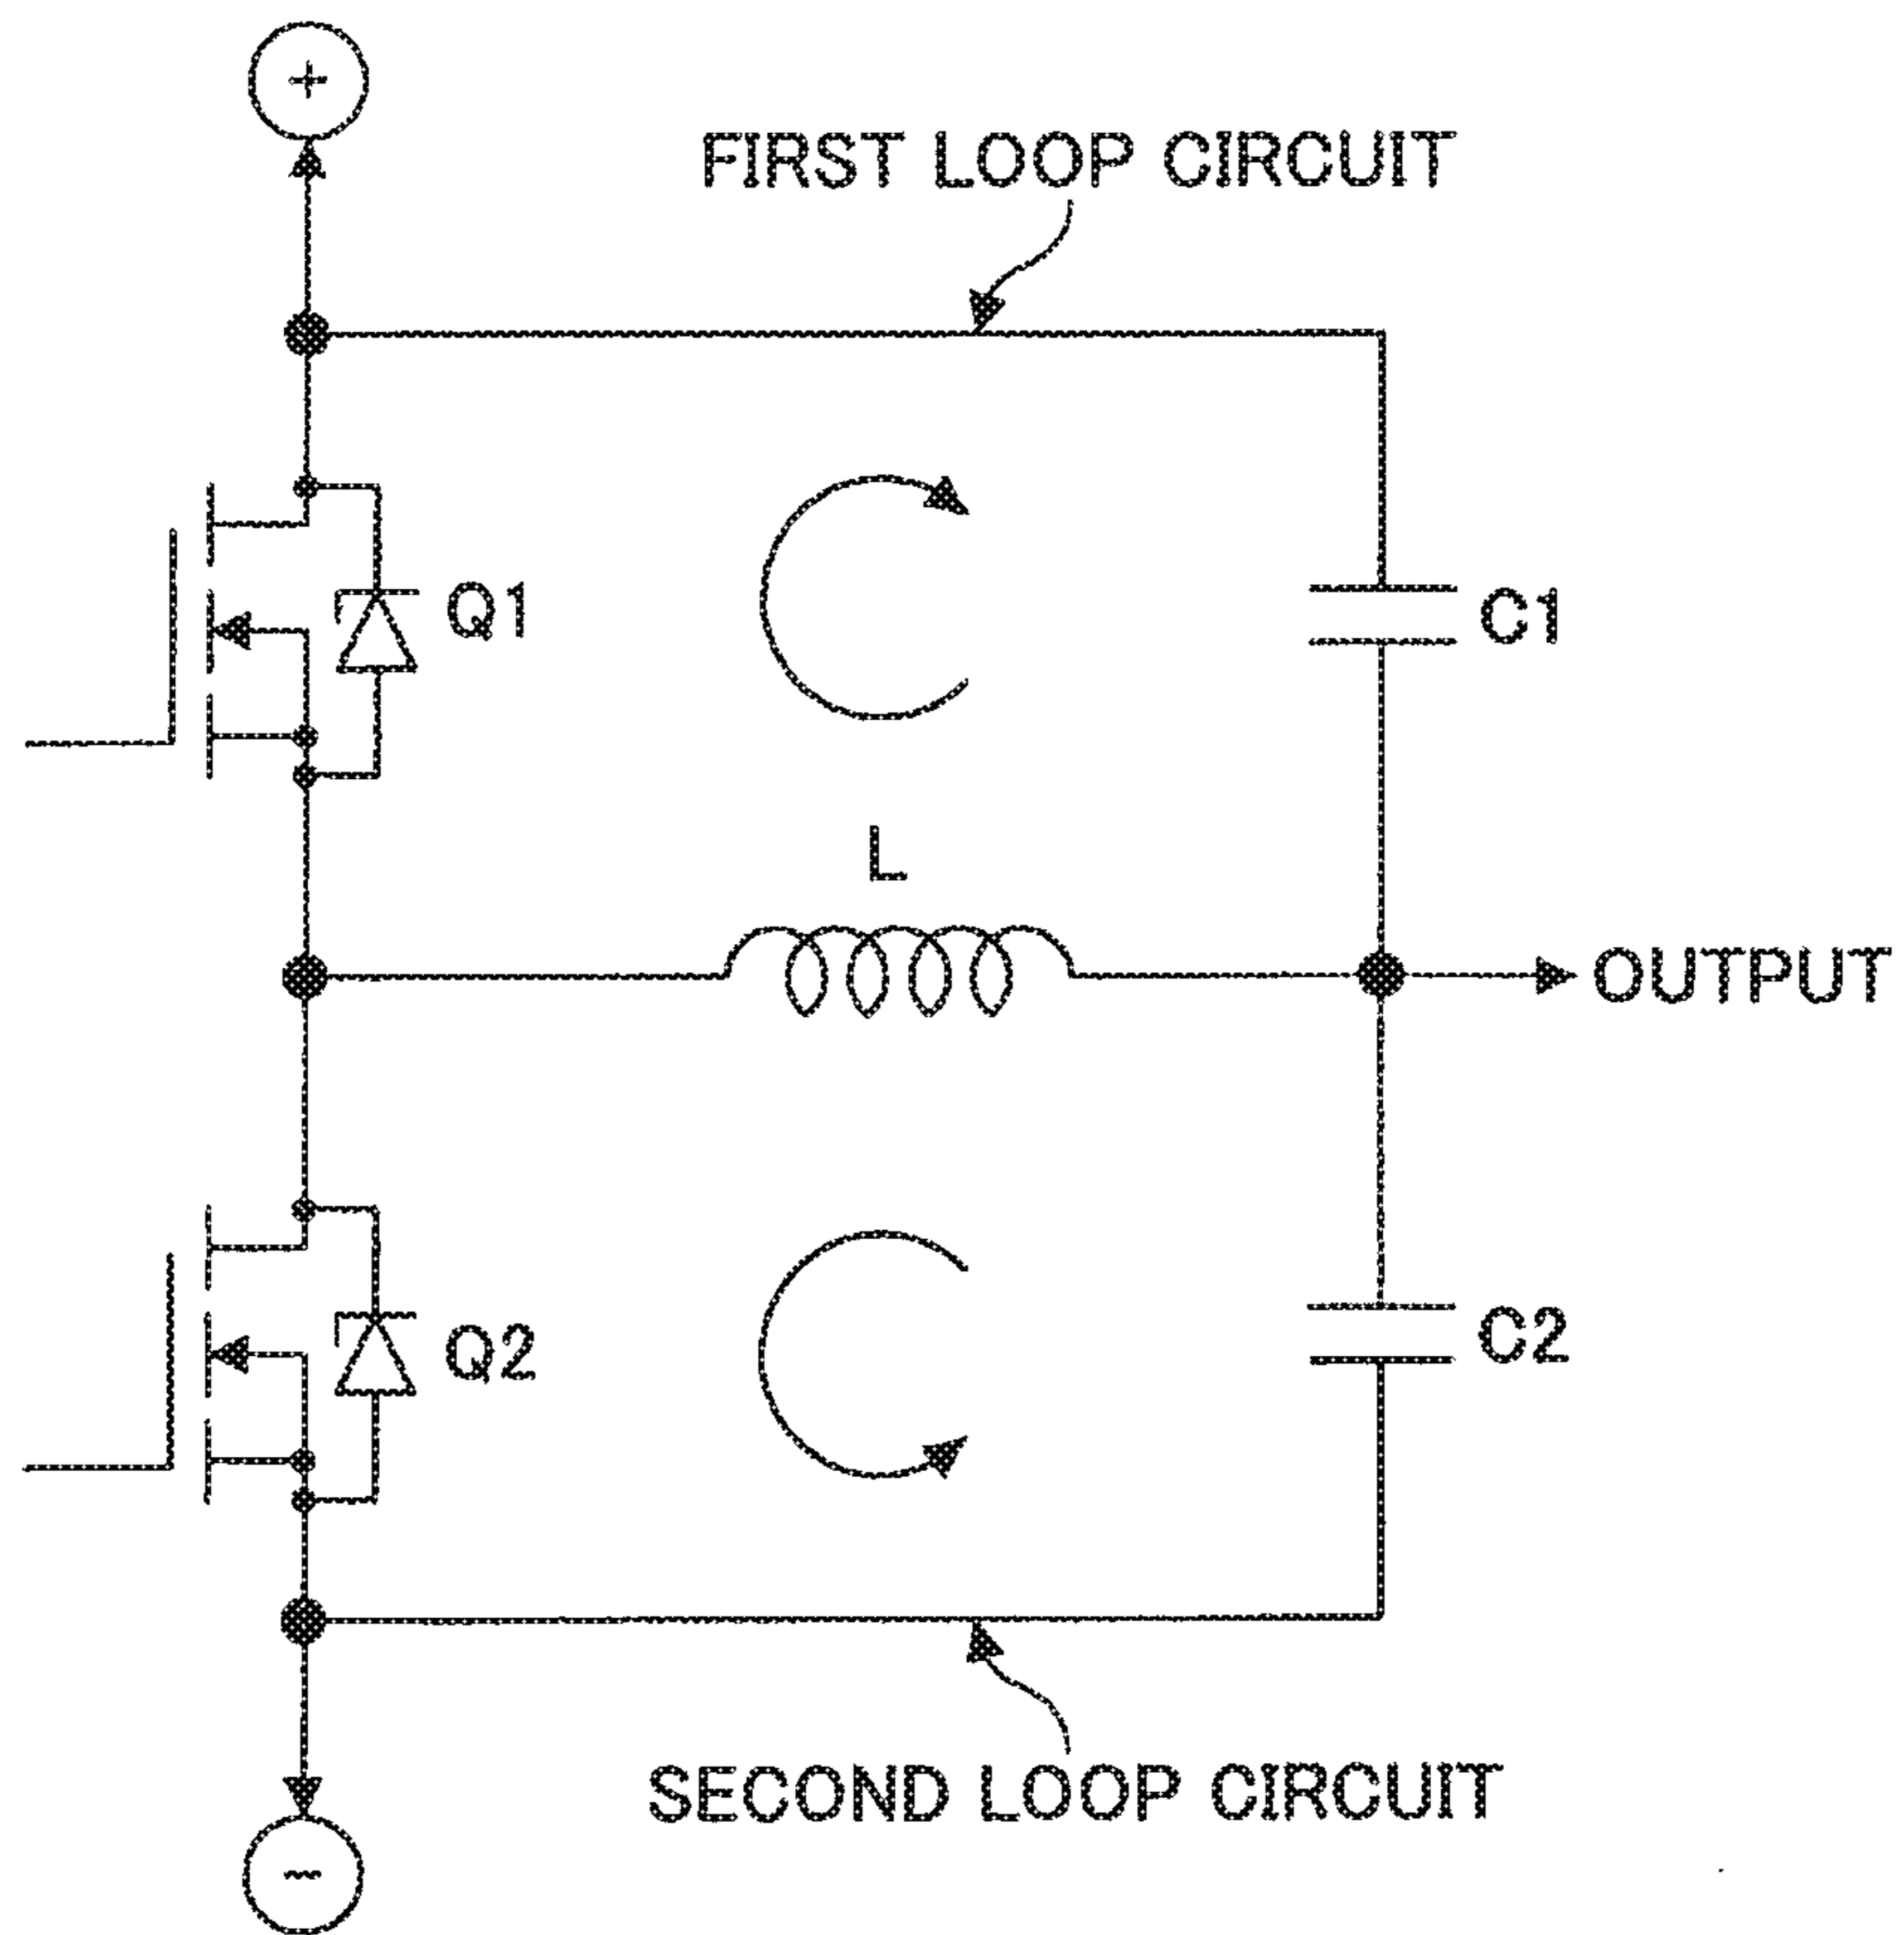 +
FIRST LOOP CIRCUIT
Q1
C1
L
OUTPUT
Q2
C2
SECOND LOOP CIRCUIT
-